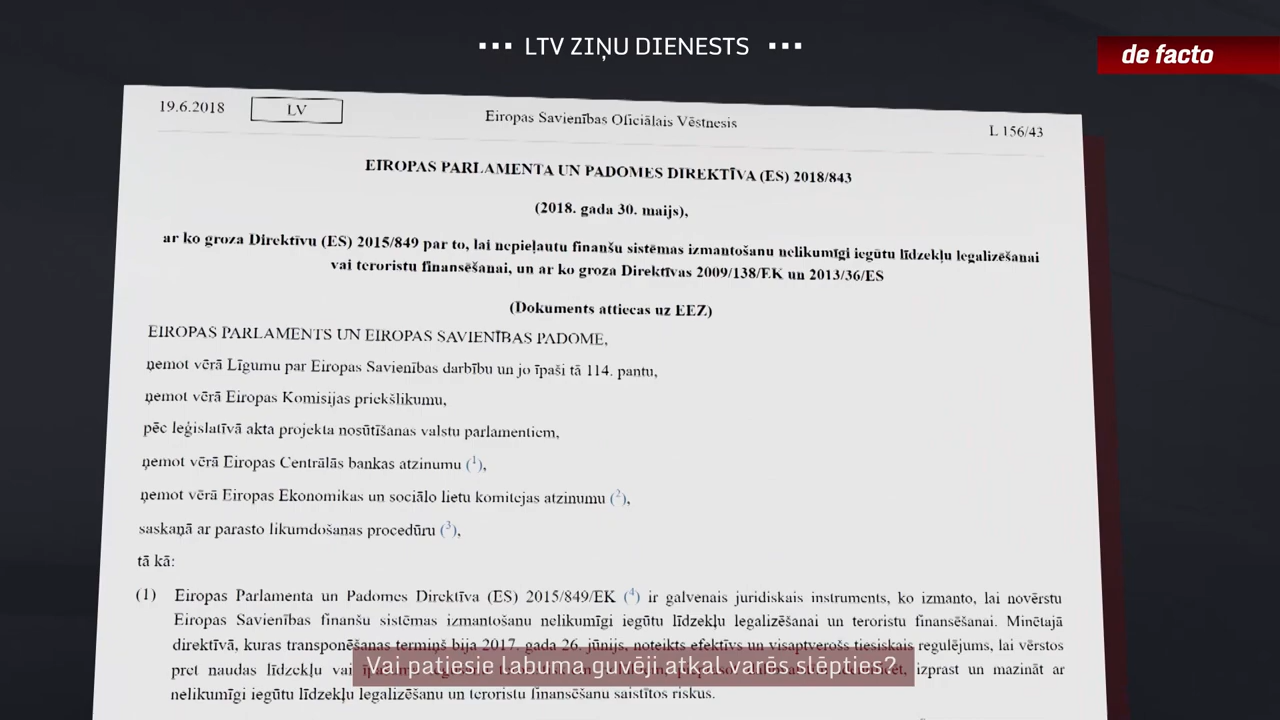 LTV ZIŅU DIENESTS
de facto
19.6.2018 LV Eiropas Savienības Oficiālais Vēstnesis L 156/43
EIROPAS PARLAMENTA UN PADOMES DIREKTĪVA (ES) 2018/843
(2018. gada 30. maijs),
ar ko groza Direktīvu (ES) 2015/849 par to, lai nepieļautu finanšu sistēmas izmantošanu nelikumīgi iegūtu līdzekļu legalizēšanai
vai teroristu finansēšanai, un ar ko groza Direktīvas 2009/138/EK un 2013/36/ES
(Dokuments attiecas uz EEZ)
EIROPAS PARLAMENTS UN EIROPAS SAVIENĪBAS PADOME,
ņemot vērā Līgumu par Eiropas Savienības darbību un jo īpaši tā 114. pantu,
ņemot vērā Eiropas Komisijas priekšlikumu,
pēc leģislatīvā akta projekta nosūtīšanas valstu parlamentiem,
ņemot vērā Eiropas Centrālās bankas atzinumu (1),
ņemot vērā Eiropas Ekonomikas un sociālo lietu komitejas atzinumu (2),
saskaņā ar parasto likumdošanas procedūru (3),
tā kā:
(1) Eiropas Parlamenta un Padomes Direktīva (ES) 2015/849/EK (4) ir galvenais juridiskais instruments, ko izmanto, lai novērstu
Eiropas Savienības finanšu sistēmas izmantošanu nelikumīgi iegūtu līdzekļu legalizēšanai un teroristu finansēšanai. Minētajā
direktīvā, kuras transponēšanas termiņš bija 2017. gada 26. jūnijs, noteikts efektīvs un visaptverošs tiesiskais regulējums, lai vērstos
pret naudas līdzekļu vai izprast un mazināt ar
Vai patiesie labuma guvēji atkal varēs slēpties?
nelikumīgi iegūtu līdzekļu legalizēšanu un teroristu finansēšanu saistītos riskus.